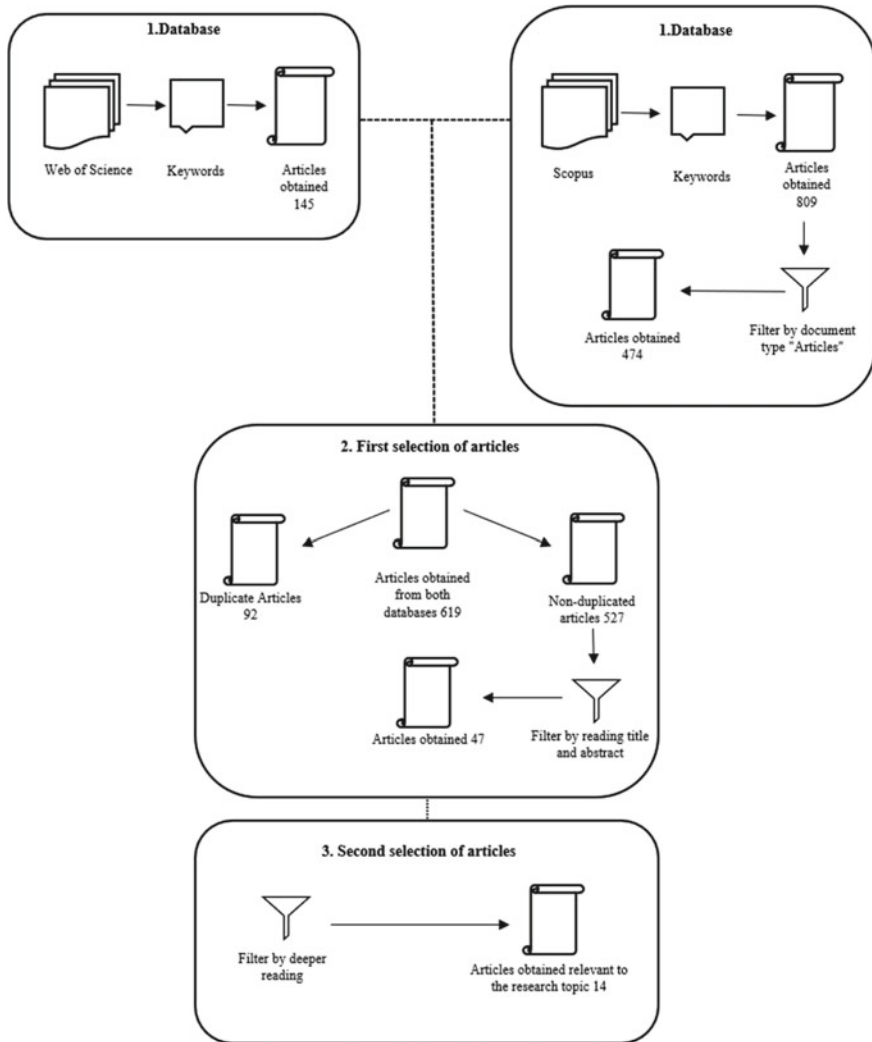 1.Database
Web of Science
Keywords
Articles
obtained
145
1.Database
Scopus
Keywords
Articles
obtained
809
Filter by document
type "Articles"
Articles obtained
474
2. First selection of articles
Duplicate Articles
92
Articles obtained
from both
databases 619
Non-duplicated
articles 527
Filter by reading title
and abstract
Articles obtained 47
3. Second selection of articles
Filter by deeper
reading
Articles obtained relevant to
the research topic 14